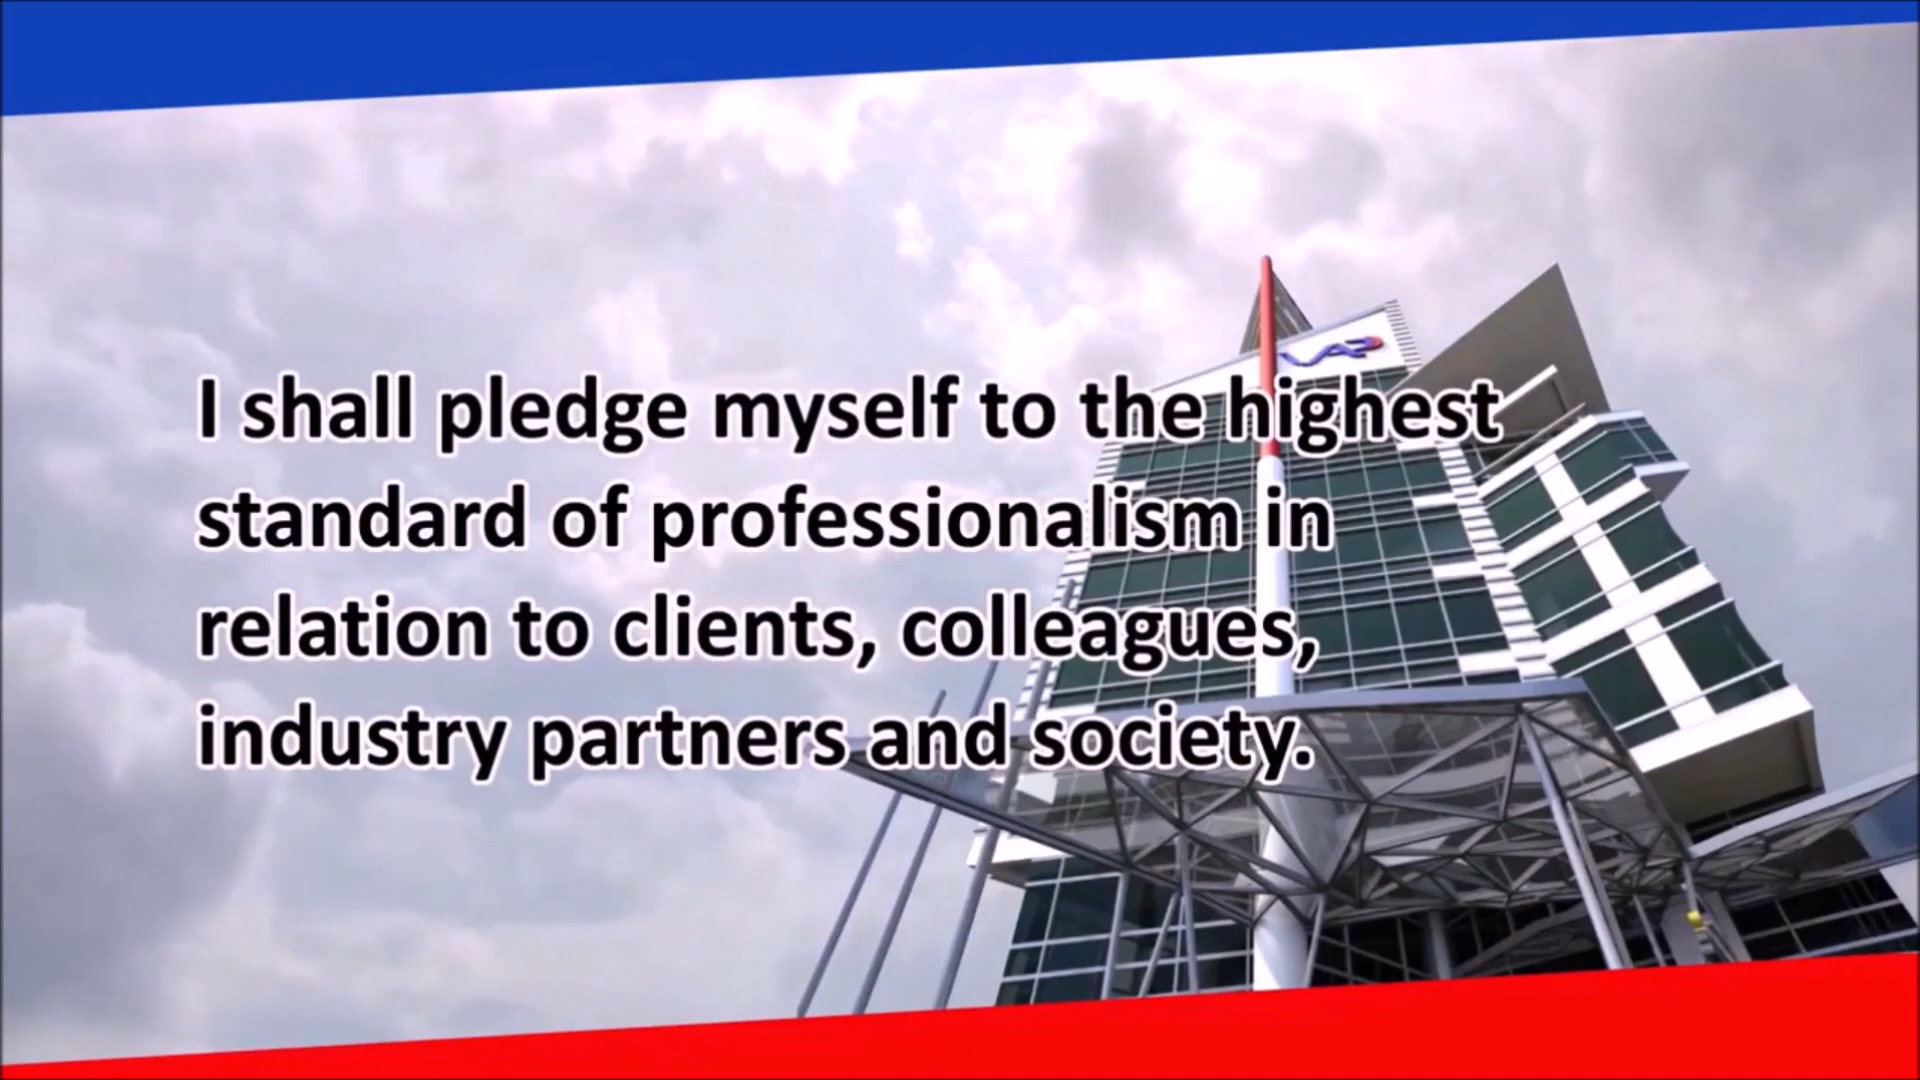 I shall pledge myself to the highest
standard of professionalism in
relation to clients, colleagues,
industry partners and society.